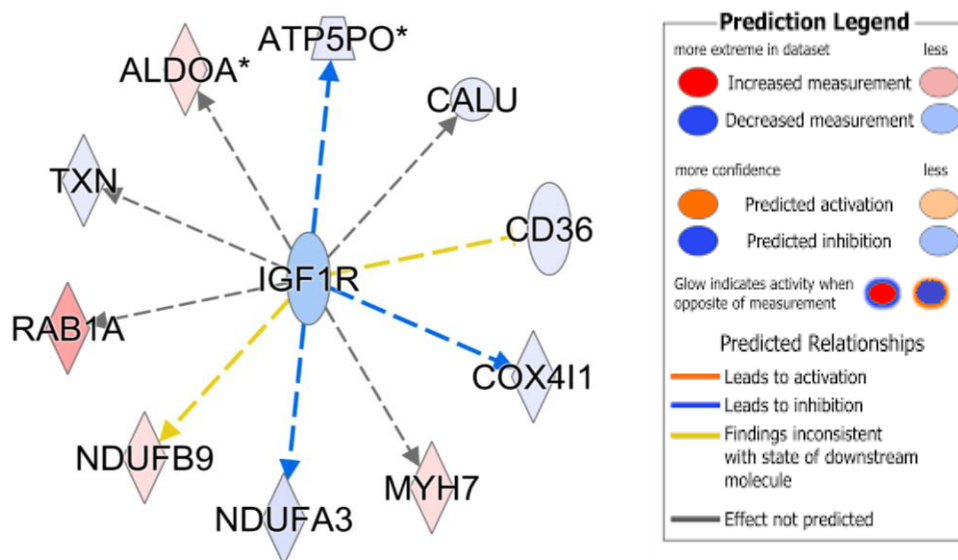 ATP5PO*
ALDOA*
CALU
TXN
CD36
IGF1R
RAB1A
COX4I1
NDUFB9
MYH7
NDUFA3
Prediction Legend
more extreme in dataset less
Increased measurement
Decreased measurement
more confidence less
Predicted activation
Predicted inhibition
Glow indicates activity when
opposite of measurement
Predicted Relationships
Leads to activation
Leads to inhibition
Findings inconsistent
with state of downstream
molecule
Effect not predicted